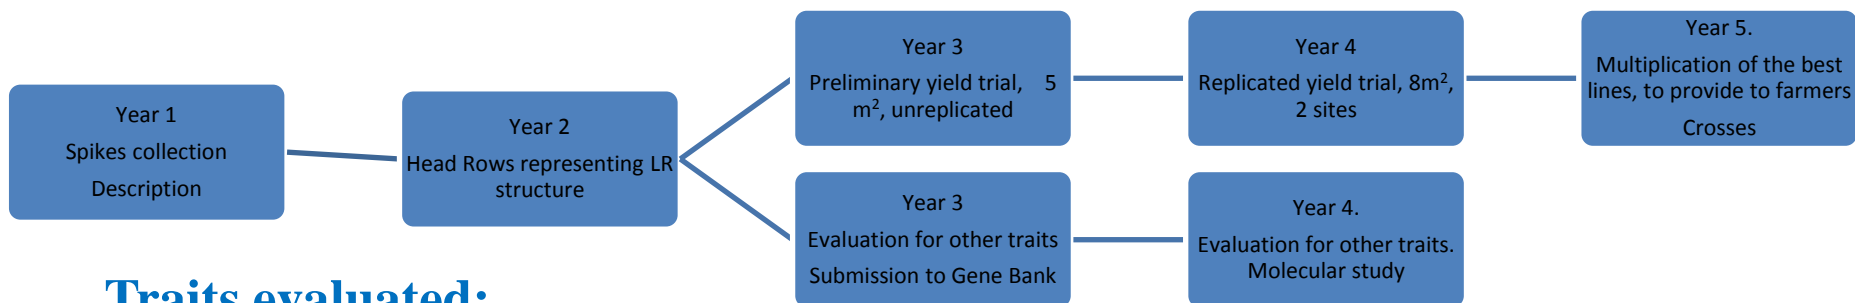 Year 1
Spikes collection
Description
Year 2
Head Rows representing LR
structure
Year 3
Preliminary yield trial, 5
m², unreplicated
Year 4
Replicated yield trial, 8m²,
2 sites
Year 5.
Multiplication of the best
lines, to provide to farmers
Crosses
Year 3
Evaluation for other traits
Submission to Gene Bank
Year 4.
Evaluation for other traits.
Molecular study
Traits evaluated: